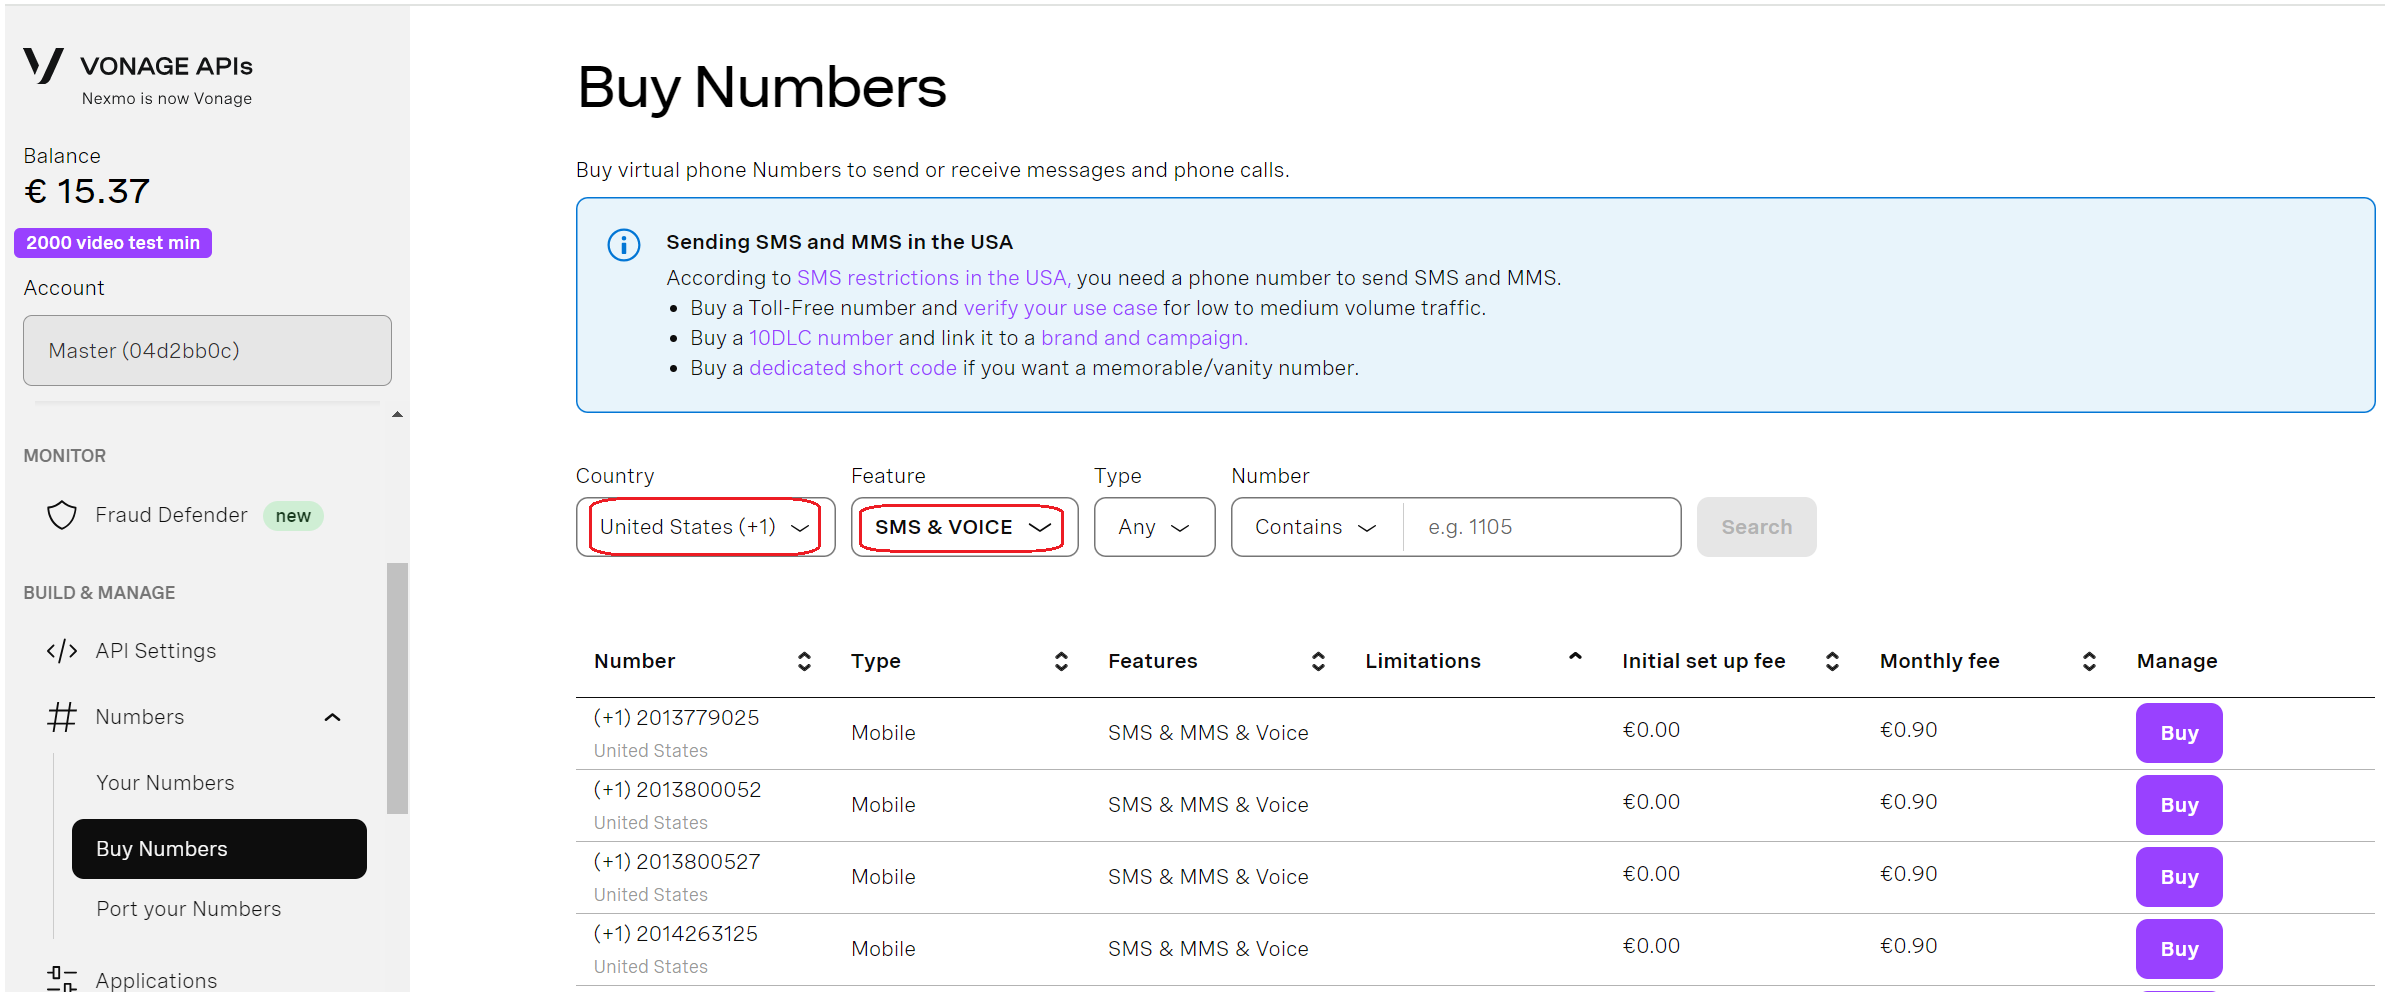 VONAGE APIs
Nexmo is now Vonage
Balance
€ 15.37
2000 video test min
Account
Master (04d2bb0c)
MONITOR
Fraud Defender new
BUILD & MANAGE
API Settings
Numbers
Your Numbers
Buy Numbers
Port your Numbers
Applications
Buy Numbers
Buy virtual phone Numbers to send or receive messages and phone calls.
Sending SMS and MMS in the USA
According to SMS restrictions in the USA, you need a phone number to send SMS and MMS.
• Buy a Toll-Free number and verify your use case for low to medium volume traffic.
• Buy a 10DLC number and link it to a brand and campaign.
• Buy a dedicated short code if you want a memorable/vanity number.
Country Feature Type Number
United States (+1) SMS & VOICE Any Contains e.g. 1105 Search
Number Type Features Limitations Initial set up fee Monthly fee Manage
(+1) 2013779025
United States
Mobile SMS & MMS & Voice €0.00 €0.90 Buy
(+1) 2013800052
United States
Mobile SMS & MMS & Voice €0.00 €0.90 Buy
(+1) 2013800527
United States
Mobile SMS & MMS & Voice €0.00 €0.90 Buy
(+1) 2014263125
United States
Mobile SMS & MMS & Voice €0.00 €0.90 Buy